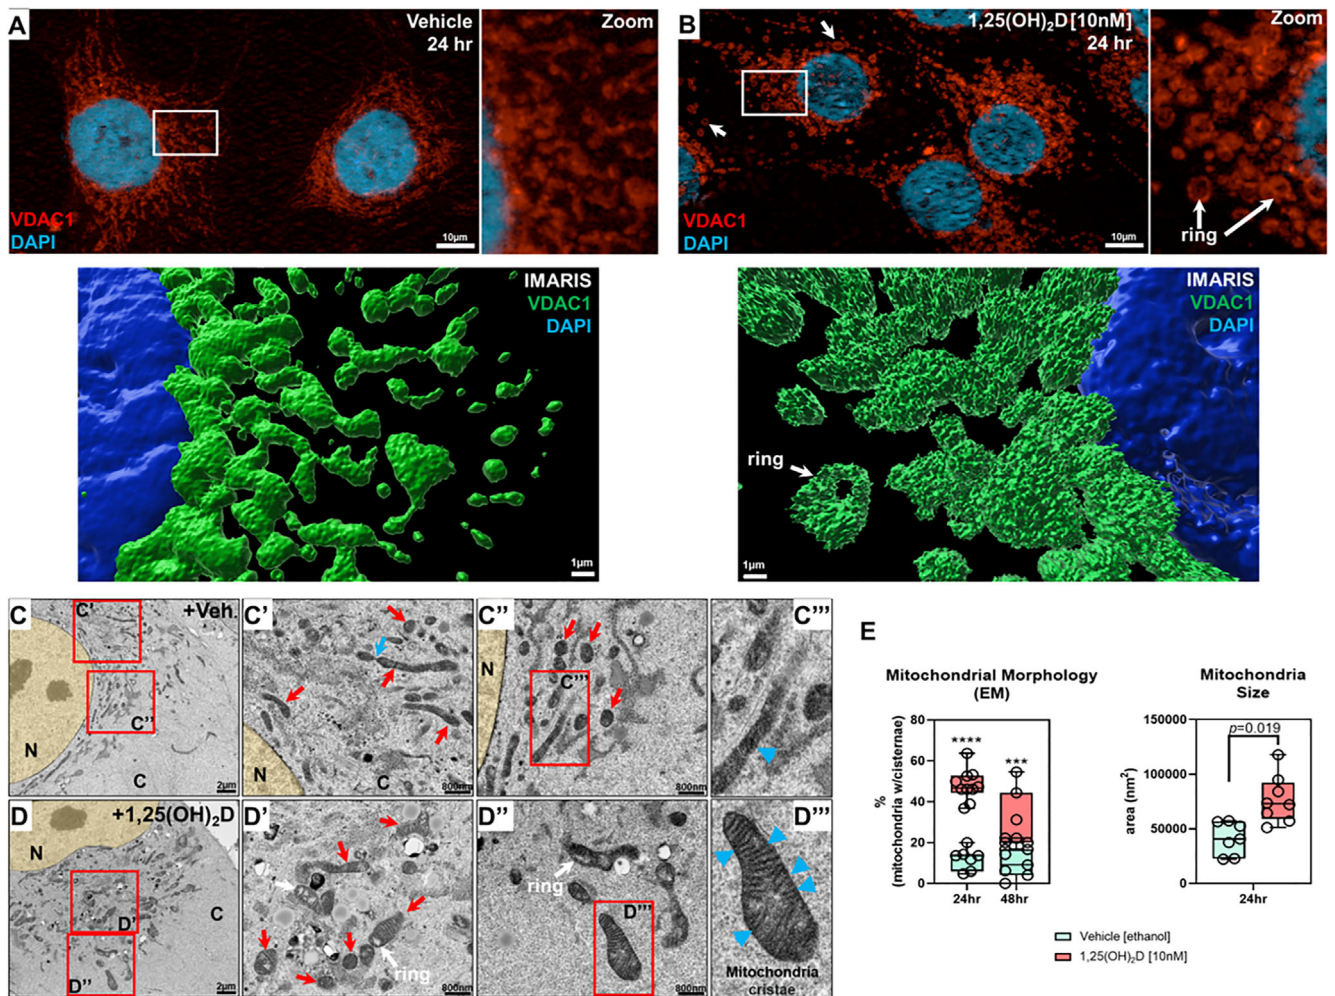 A
Vehicle
24 hr
Zoom
VDAC1
DAPI
10µm
B
1,25(OH)₂D [10nM]
24 hr
Zoom
ring
VDAC1
DAPI
10µm
IMARIS
VDAC1
DAPI
1µm
IMARIS
VDAC1
DAPI
ring
1µm
C
C'
+Veh.
N
C''
C
2µm
C'
N
C
800nm
C''
N
C'''
800nm
C'''
D
+1,25(OH)₂D
N
C
D'
D''
2µm
D'
ring
800nm
D''
ring
D'''
800nm
D'''
Mitochondria
cristae
E
Mitochondrial Morphology
(EM)
%
(mitochondria w/cisternae)
80
60
40
20
0
****
***
24hr
48hr
Mitochondria
Size
area (nm²)
150000
100000
50000
0
p=0.019
24hr
Vehicle [ethanol]
1,25(OH)₂D [10nM]